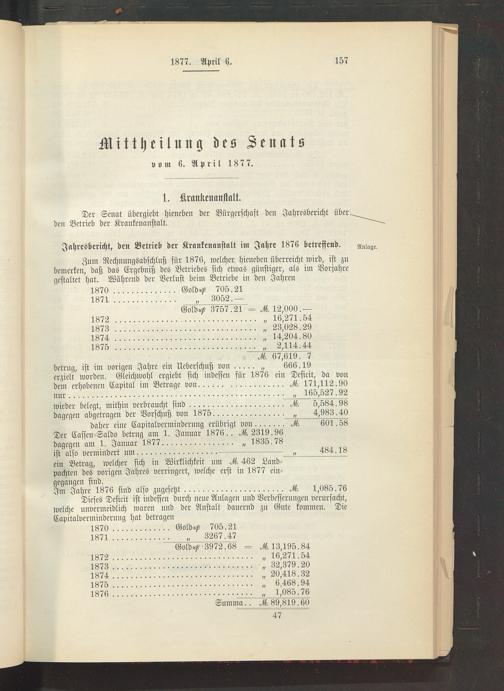 1877. April 6.
157
Mittheilung des Senats
vom 6. April 1877.
1. Krankenanstalt.
Der Senat übergiebt hieneben der Bürgerschaft den Jahresbericht über
den Betrieb der Krankenanstalt.
Jahresbericht, den Betrieb der Krankenanstalt im Jahre 1876 betreffend.
Anlage.
Zum Rechnungsabschluß für 1876, welcher hieneben überreicht wird, ist zu
bemerken, daß das Ergebniß des Betriebes sich etwas günstiger, als im Vorjahre
gestaltet hat. Während der Verlust beim Betriebe in den Jahren
1870 .............. Gold₰ 705.21
1871 .............. „ 3052.—
Gold₰ 3757.21 = ℳ 12,000.—
1872 .............. „ 16,271.54
1873 .............. „ 23,028.29
1874 .............. „ 14,204.80
1875 .............. „ 2,114.44
ℳ 67,619. 7
betrug, ist im vorigen Jahre ein Ueberschuß von ..... „ 666.19
erzielt worden. Gleichwohl ergiebt sich indessen für 1876 ein Deficit, da von
dem erhobenen Capital im Betrage von...... ℳ 171,112.90
nur .............. „ 165,527.92
wieder belegt, mithin verbraucht sind .............. ℳ 5,584.98
dagegen abgetragen der Vorschuß von 1875.............. „ 4,983.40
daher eine Capitalverminderung erübrigt von ....... ℳ 601.58
Der Cassen-Saldo betrug am 1. Januar 1876.. ℳ 2319.96
dagegen am 1. Januar 1877.............. „ 1835.78
ist also vermindert um.............. „ 484.18
ein Betrag, welcher sich in Wirklichkeit um ℳ 462 Land-
pachten des vorigen Jahres verringert, welche erst in 1877 ein-
gegangen sind.
Im Jahre 1876 sind also zugesetzt .............. ℳ 1,085.76
Dieses Deficit ist indessen durch neue Anlagen und Verbesserungen verursacht,
welche unvermeidlich waren und der Anstalt dauernd zu Gute kommen. Die
Capitalverminderung hat betragen
1870 .............. Gold₰ 705.21
1871 .............. „ 3267.47
Gold₰ 3972.68 = ℳ 13,195.84
1872 .............. „ 16,271.54
1873 .............. „ 32,379.20
1874 .............. „ 20,418.32
1875 .............. „ 6,468.94
1876 .............. „ 1,085.76
Summa.. ℳ 89,819.60
47